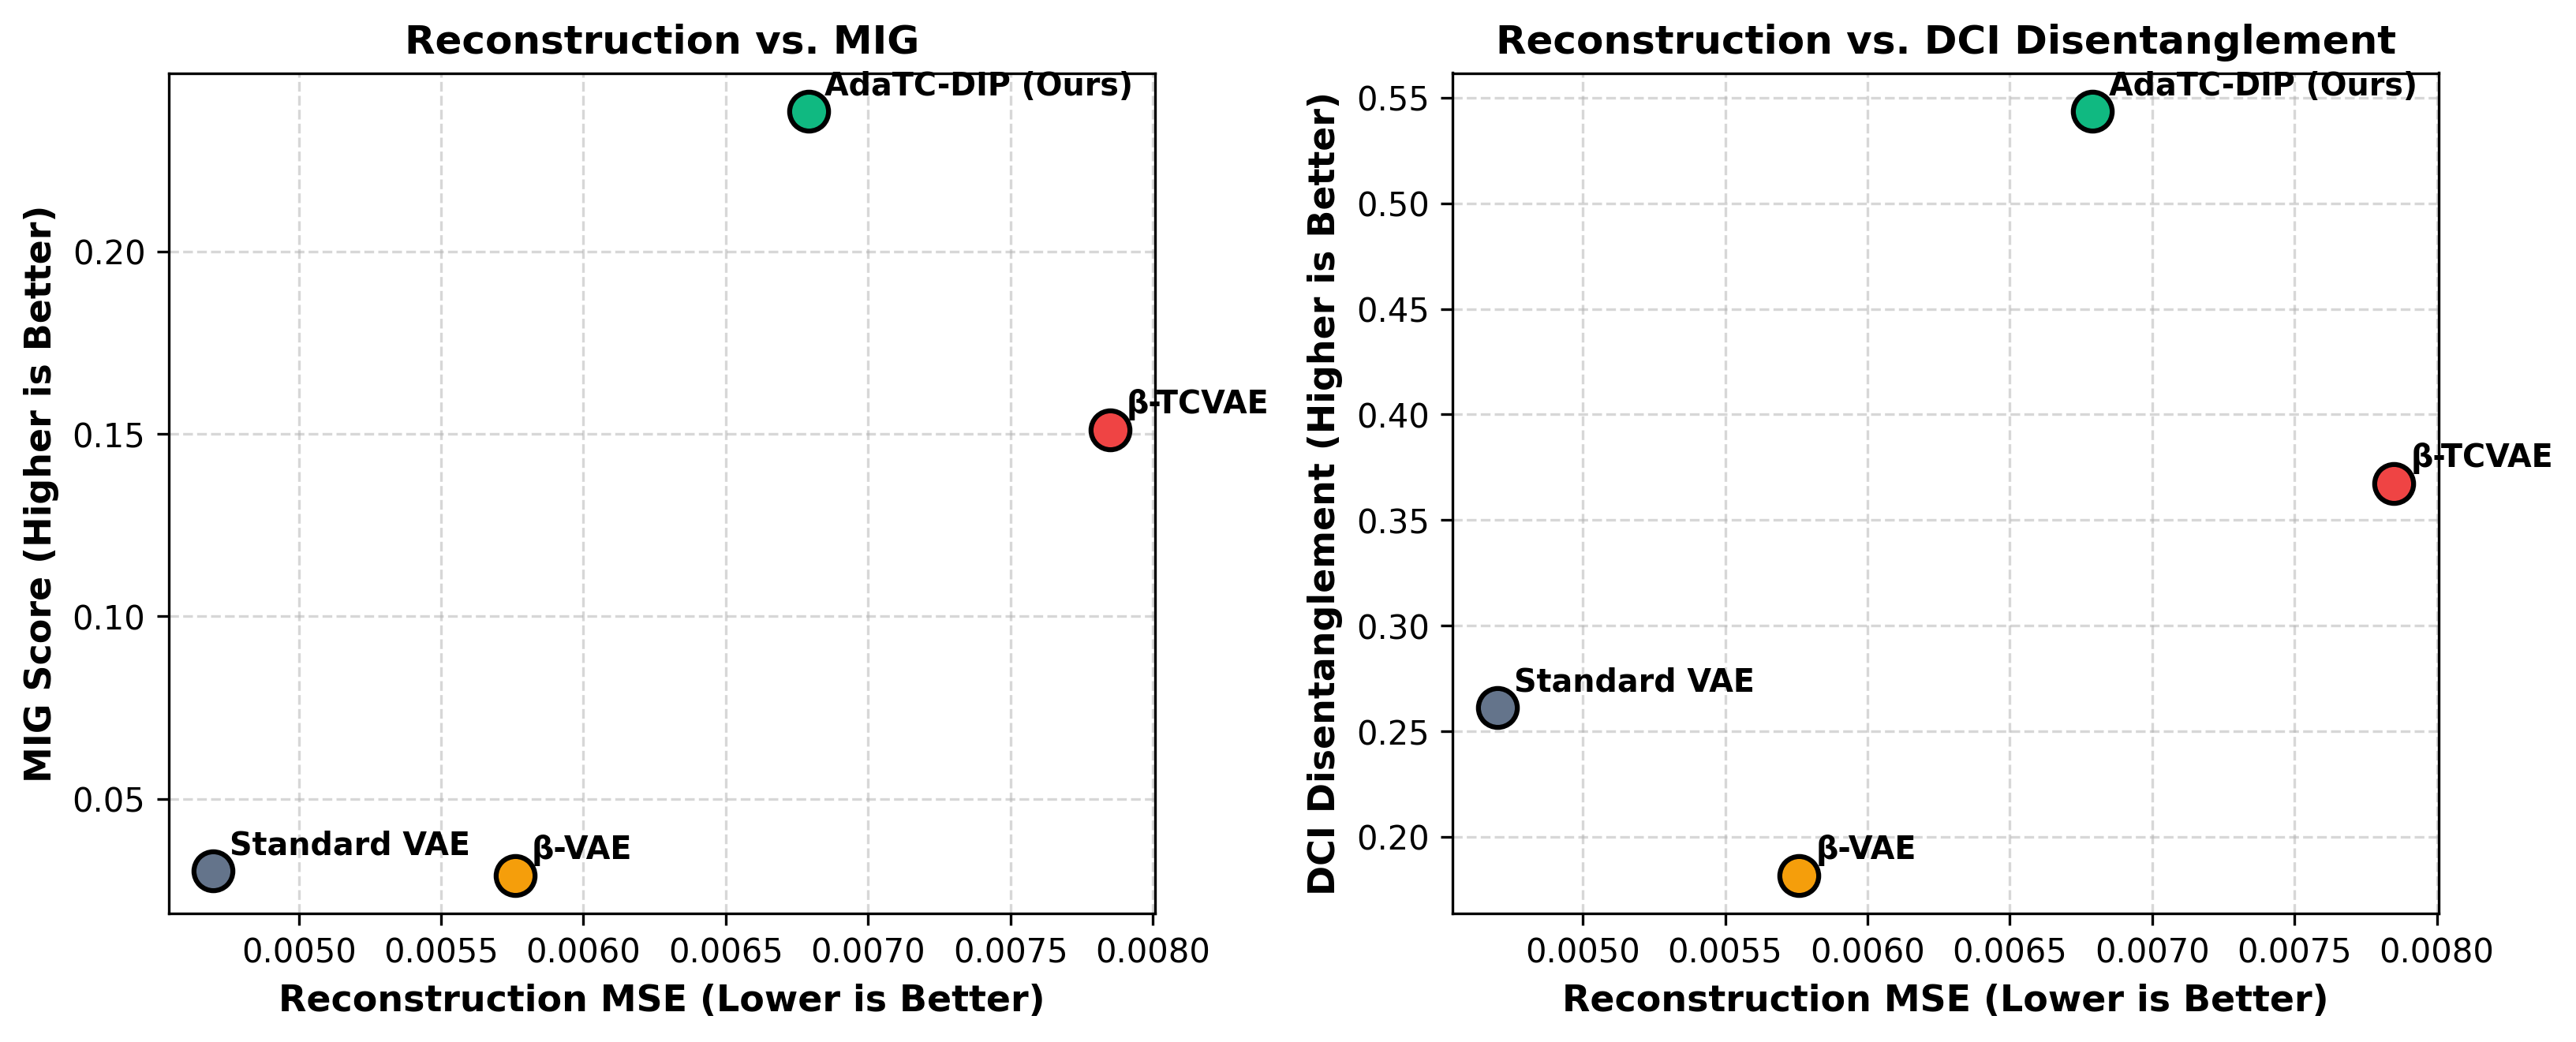 Reconstruction vs. MIG
MIG Score (Higher is Better)
0.20
0.15
0.10
0.05
AdaTC-DIP (Ours)
β-TCVAE
Standard VAE
β-VAE
0.0050 0.0055 0.0060 0.0065 0.0070 0.0075 0.0080
Reconstruction MSE (Lower is Better)
Reconstruction vs. DCI Disentanglement
DCI Disentanglement (Higher is Better)
0.55
0.50
0.45
0.40
0.35
0.30
0.25
0.20
AdaTC-DIP (Ours)
β-TCVAE
Standard VAE
β-VAE
0.0050 0.0055 0.0060 0.0065 0.0070 0.0075 0.0080
Reconstruction MSE (Lower is Better)